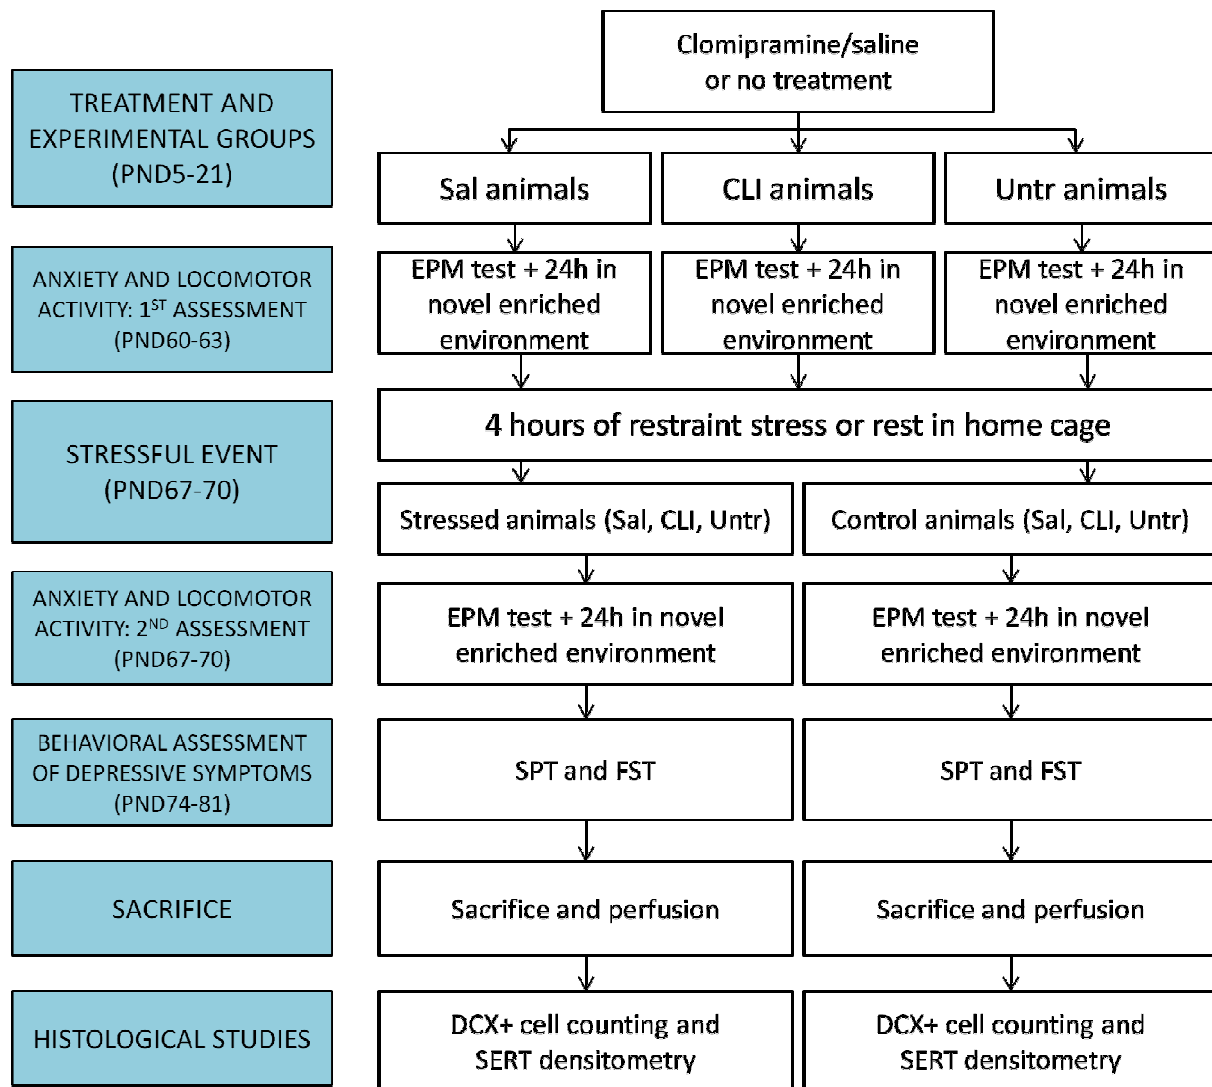 Clomipramine/saline
or no treatment
TREATMENT AND
EXPERIMENTAL GROUPS
(PND5-21)
Sal animals
CLI animals
Untr animals
ANXIETY AND LOCOMOTOR
ACTIVITY: 1ST ASSESSMENT
(PND60-63)
EPM test + 24h in
novel enriched
environment
EPM test + 24h in
novel enriched
environment
EPM test + 24h in
novel enriched
environment
STRESSFUL EVENT
(PND67-70)
4 hours of restraint stress or rest in home cage
Stressed animals (Sal, CLI, Untr)
Control animals (Sal, CLI, Untr)
ANXIETY AND LOCOMOTOR
ACTIVITY: 2ND ASSESSMENT
(PND67-70)
EPM test + 24h in novel
enriched environment
EPM test + 24h in novel
enriched environment
BEHAVIORAL ASSESSMENT
OF DEPRESSIVE SYMPTOMS
(PND74-81)
SPT and FST
SPT and FST
SACRIFICE
Sacrifice and perfusion
Sacrifice and perfusion
HISTOLOGICAL STUDIES
DCX+ cell counting and
SERT densitometry
DCX+ cell counting and
SERT densitometry